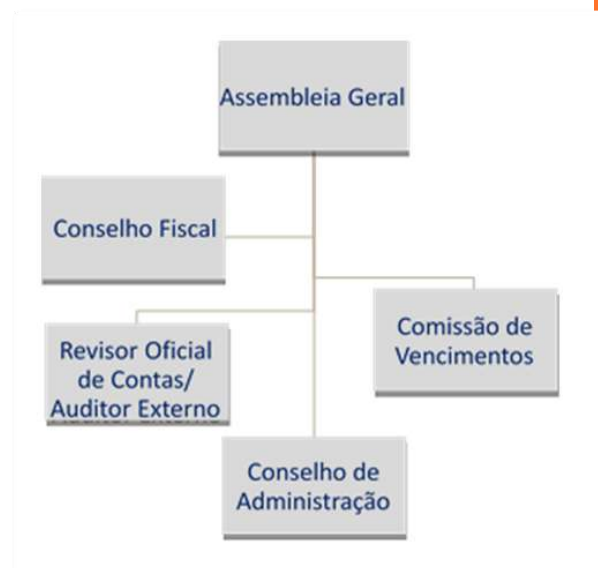 Assembleia Geral
Conselho Fiscal
Comissão de
Vencimentos
Revisor Oficial
de Contas/
Auditor Externo
Conselho de
Administração